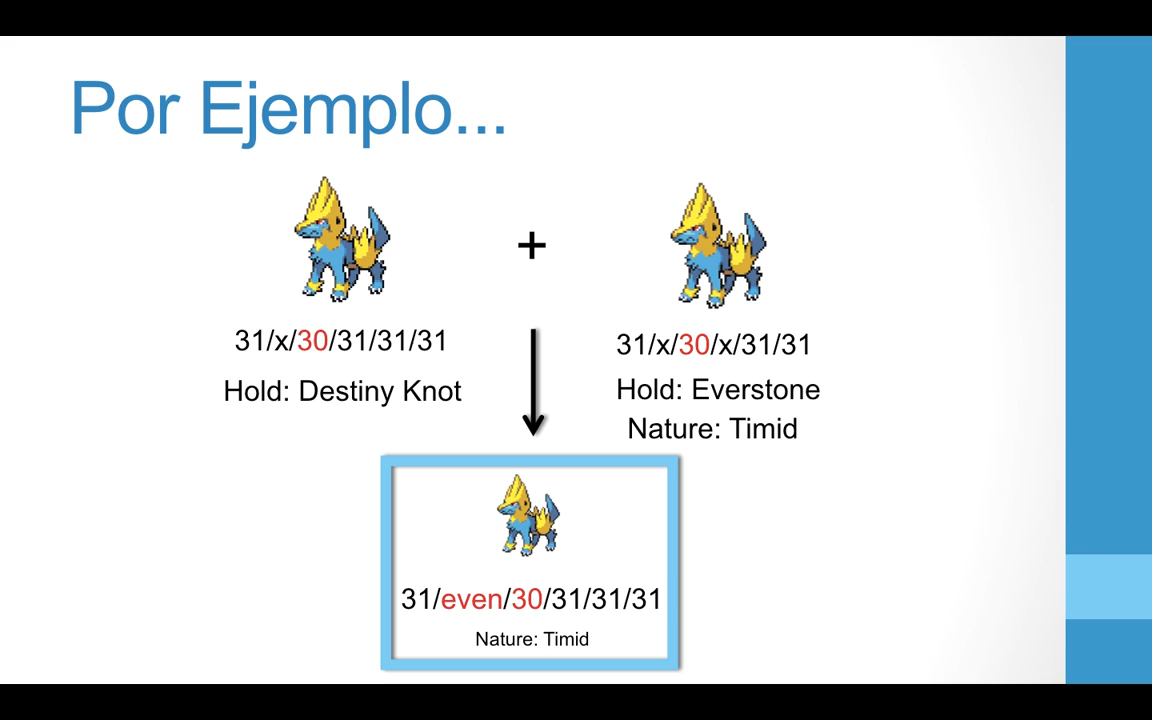 Por Ejemplo...
+
31/x/30/31/31/31
31/x/30/x/31/31
Hold: Destiny Knot
Hold: Everstone
Nature: Timid
31/even/30/31/31/31
Nature: Timid